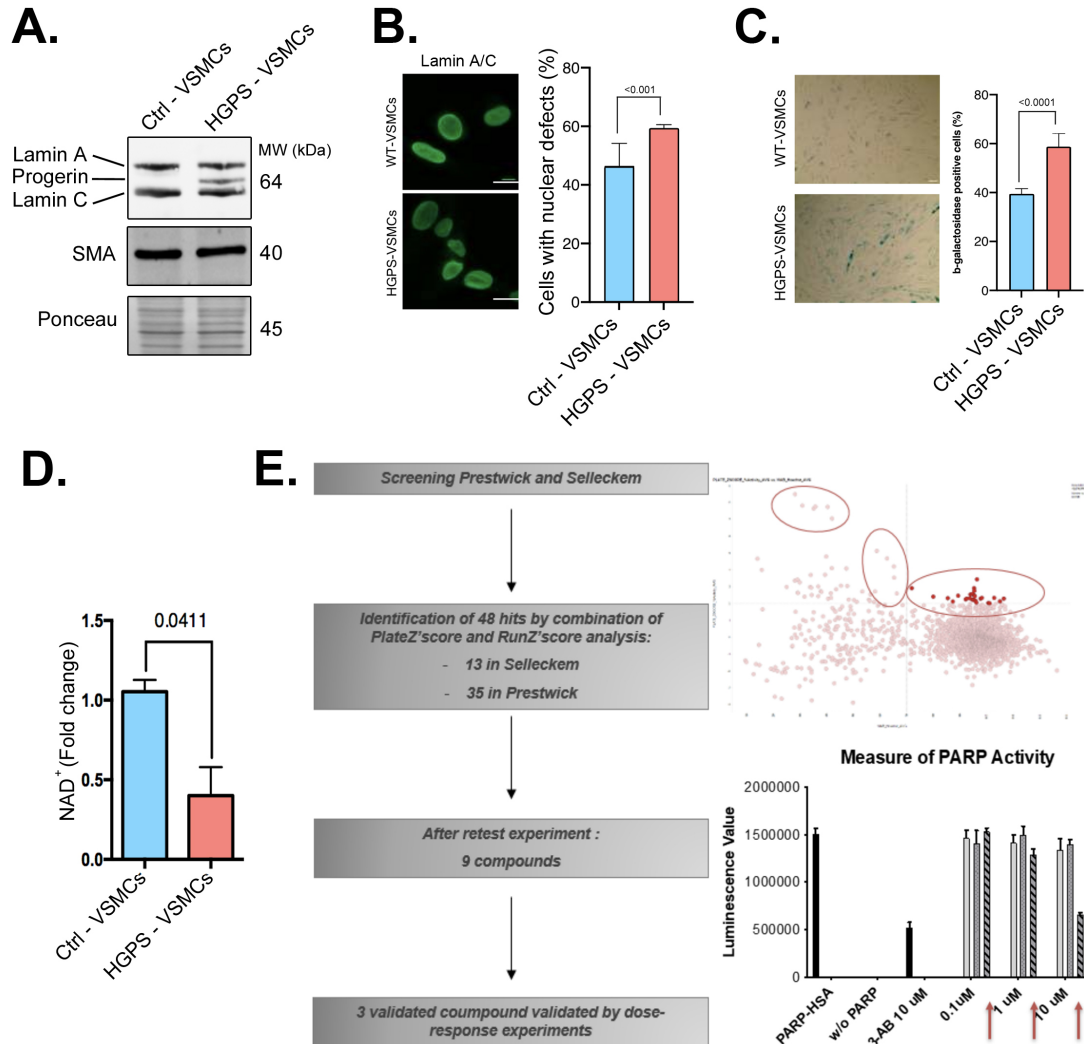 A.
Ctrl - VSMCs
HGPS - VSMCs
MW (kDa)
Lamin A
Progerin
Lamin C
64
SMA
40
Ponceau
45
B.
Lamin A/C
WT-VSMCs
HGPS-VSMCs
Cells with nuclear defects (%)
80
60
40
20
0
<0.001
Ctrl - VSMCs
HGPS - VSMCs
C.
WT-VSMCs
HGPS-VSMCs
b-galactosidase positive cells (%)
80
60
40
20
0
<0.0001
Ctrl - VSMCs
HGPS - VSMCs
D.
NAD+ (Fold change)
1.5
1.0
0.5
0.0
0.0411
Ctrl - VSMCs
HGPS - VSMCs
E.
Screening Prestwick and Selleckem
Identification of 48 hits by combination of
PlateZ'score and RunZ'score analysis:
- 13 in Selleckem
- 35 in Prestwick
After retest experiment :
9 compounds
3 validated coumpound validated by dose-
response experiments
Measure of PARP Activity
Luminescence Value
2000000
1500000
1000000
500000
0
PARP-HSA
w/o PARP
3-AB 10 uM
0.1uM
1 uM
10 uM